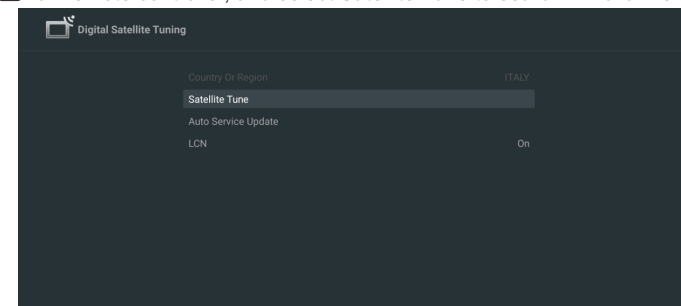 Digital Satellite Tuning
Country Or Region ITALY
Satellite Tune
Auto Service Update
LCN On